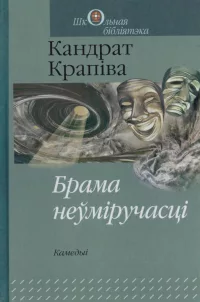 Школьная
бібліятэка
Кандрат
Крапіва
Брама
неўміручасці
Камедыі